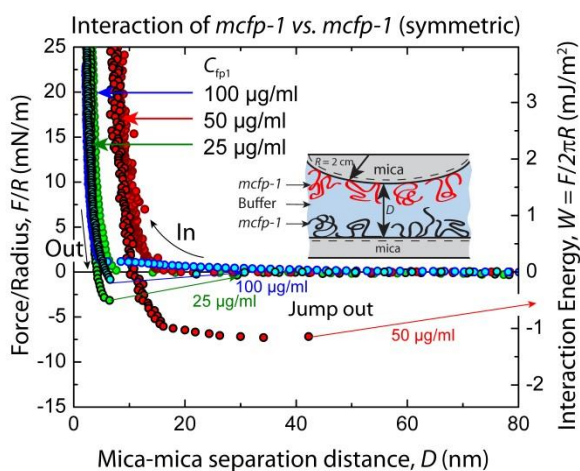 Interaction of mcfp-1 vs. mcfp-1 (symmetric)
Force/Radius, F/R (mN/m)
25
20
15
10
5
0
-5
-10
-15
C fp1
100 µg/ml
50 µg/ml
25 µg/ml
R = 2 cm
mica
mcfp-1
Buffer
mcfp-1
D
mica
Out
In
100 µg/ml
25 µg/ml
Jump out
50 µg/ml
3
2
1
0
-1
-2
Interaction Energy, W = F/2πR (mJ/m²)
0
20
40
60
80
Mica-mica separation distance, D (nm)